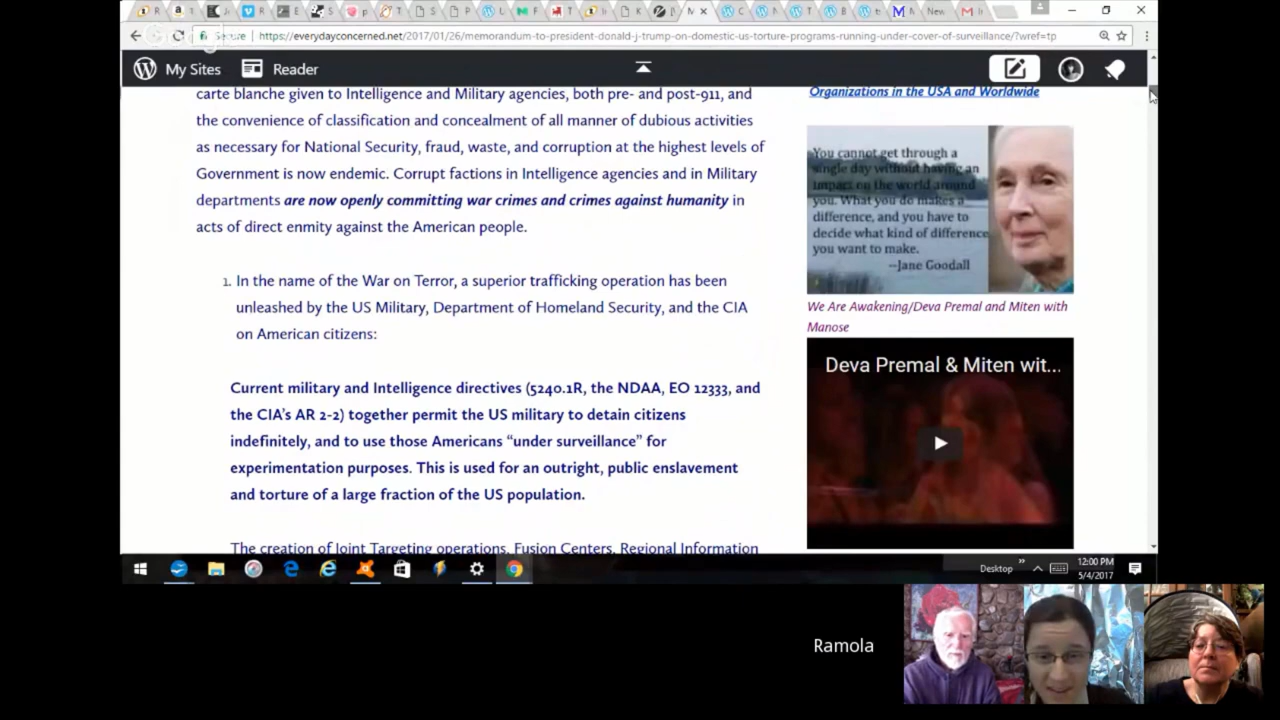 Secure
https://everydayconcerned.net/2017/01/26/memorandum-to-president-donald-j-trump-on-domestic-us-torture-programs-running-under-cover-of-surveillance/?wref=tp
My Sites
Reader
carte blanche given to Intelligence and Military agencies, both pre- and post-911, and
the convenience of classification and concealment of all manner of dubious activities
as necessary for National Security, fraud, waste, and corruption at the highest levels of
Government is now endemic. Corrupt factions in Intelligence agencies and in Military
departments are now openly committing war crimes and crimes against humanity in
acts of direct enmity against the American people.
1. In the name of the War on Terror, a superior trafficking operation has been
unleashed by the US Military, Department of Homeland Security, and the CIA
on American citizens:
Current military and Intelligence directives (5240.1R, the NDAA, EO 12333, and
the CIA's AR 2-2) together permit the US military to detain citizens
indefinitely, and to use those Americans “under surveillance” for
experimentation purposes. This is used for an outright, public enslavement
and torture of a large fraction of the US population.
The creation of Joint Targeting operations, Fusion Centers, Regional Information
Organizations in the USA and Worldwide
You cannot get through a
single day without having an
impact on the world around
you. What you do makes a
difference, and you have to
decide what kind of difference
you want to make.
--Jane Goodall
We Are Awakening/Deva Premal and Miten with
Manose
Deva Premal & Miten wit...
Desktop
12:00 PM
5/4/2017
Ramola